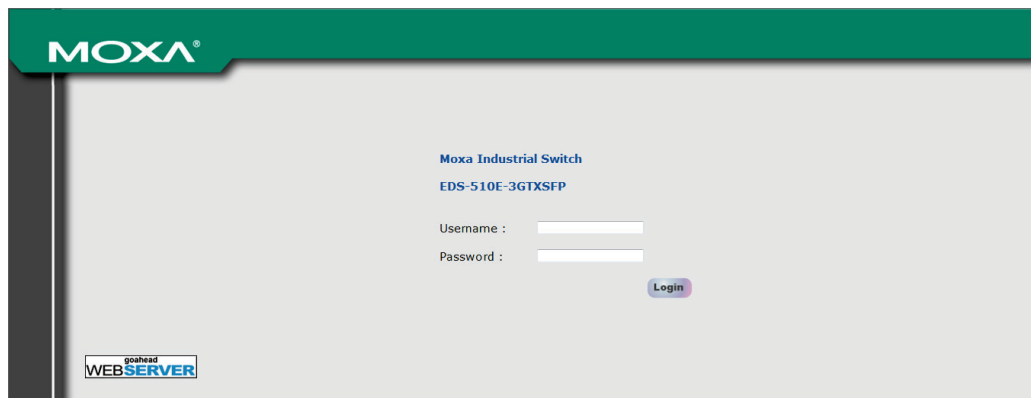 MOXA®
Moxa Industrial Switch
EDS-510E-3GTXSFP
Username :
Password :
Login
goahead
WEBSERVER